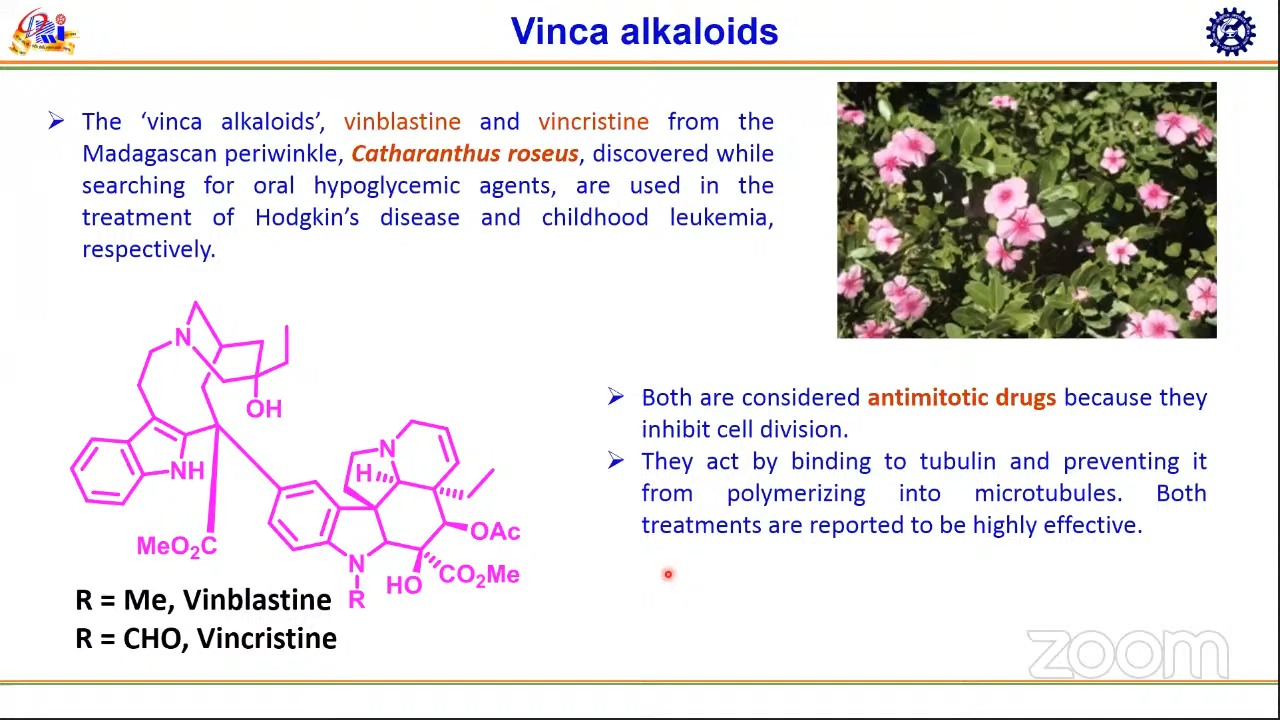 Vinca alkaloids
➢ The ‘vinca alkaloids’, vinblastine and vincristine from the
Madagascan periwinkle, Catharanthus roseus, discovered while
searching for oral hypoglycemic agents, are used in the
treatment of Hodgkin’s disease and childhood leukemia,
respectively.
N
OH
NH
MeO₂C
N
H
OAc
CO₂Me
HO
N
R
R = Me, Vinblastine
R = CHO, Vincristine
➢ Both are considered antimitotic drugs because they
inhibit cell division.
➢ They act by binding to tubulin and preventing it
from polymerizing into microtubules. Both
treatments are reported to be highly effective.
zoom